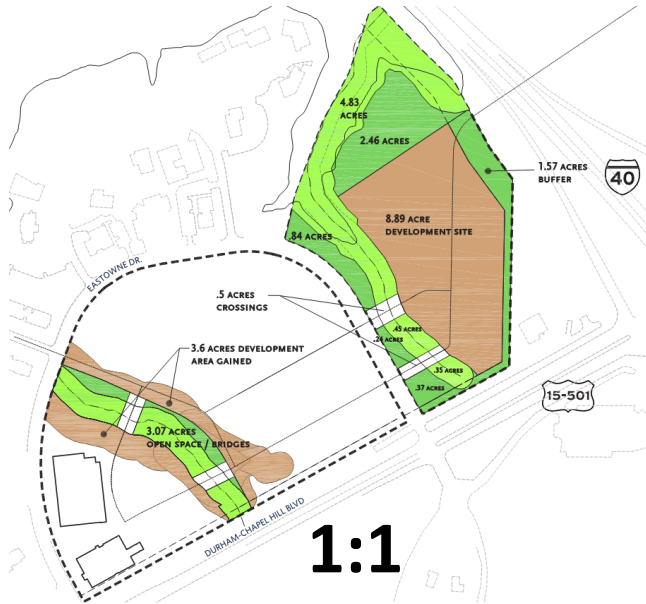 4.83
ACRES
2.46 ACRES
1.57 ACRES
BUFFER
40
8.89 ACRE
DEVELOPMENT SITE
.84 ACRES
EASTOWNE DR.
.5 ACRES
CROSSINGS
.45 ACRES
.24 ACRES
3.6 ACRES DEVELOPMENT
AREA GAINED
.35 ACRES
.37 ACRES
15-501
3.07 ACRES
OPEN SPACE / BRIDGES
DURHAM-CHAPEL HILL BLVD
1:1